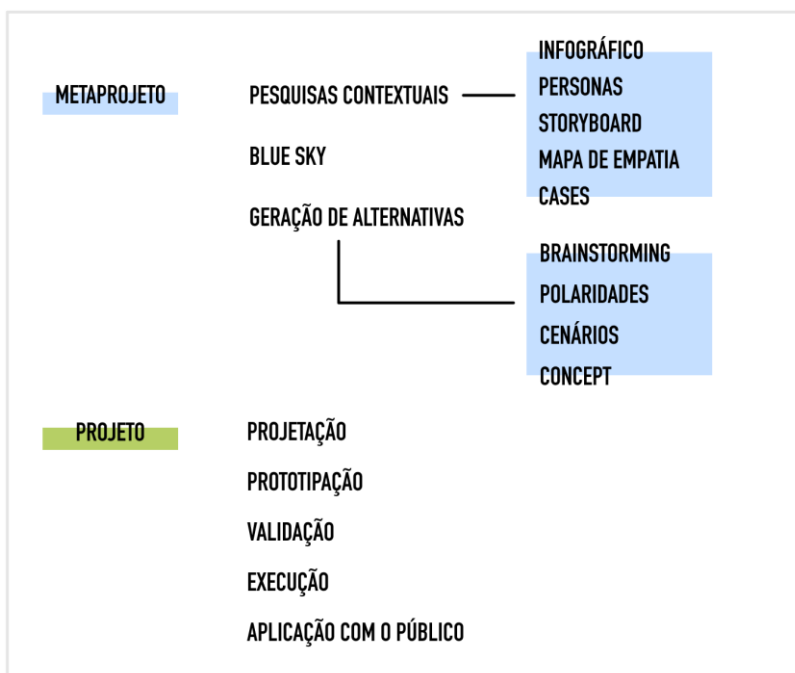 METAPROJETO
PESQUISAS CONTEXTUAIS
INFOGRÁFICO
PERSONAS
STORYBOARD
MAPA DE EMPATIA
CASES
BLUE SKY
GERAÇÃO DE ALTERNATIVAS
BRAINSTORMING
POLARIDADES
CENÁRIOS
CONCEPT
PROJETO
PROJETAÇÃO
PROTOTIPAÇÃO
VALIDAÇÃO
EXECUÇÃO
APLICAÇÃO COM O PÚBLICO